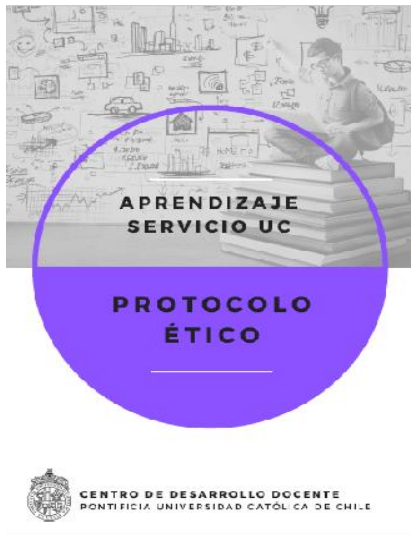 APRENDIZAJE
SERVICIO UC
PROTOCOLO
ÉTICO
CENTRO DE DESARROLLO DOCENTE
PONTIFICIA UNIVERSIDAD CATÓLICA DE CHILE